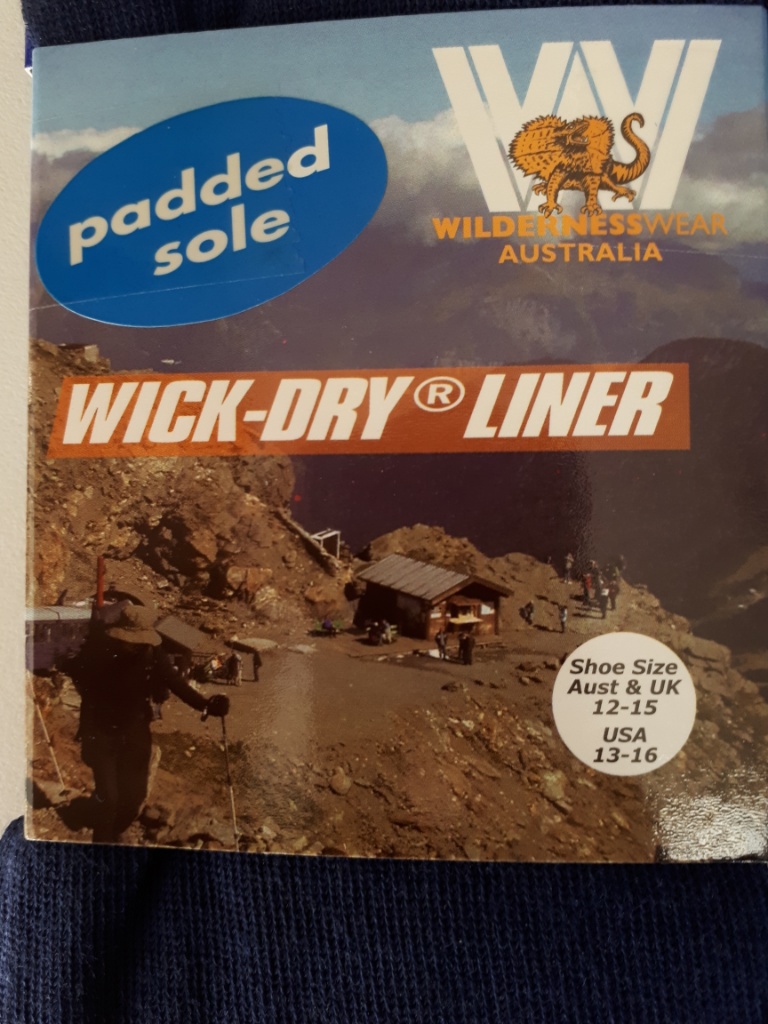 padded
sole
WILDERNESSWEAR
AUSTRALIA
WICK-DRY® LINER
Shoe Size
Aust & UK
12-15
USA
13-16